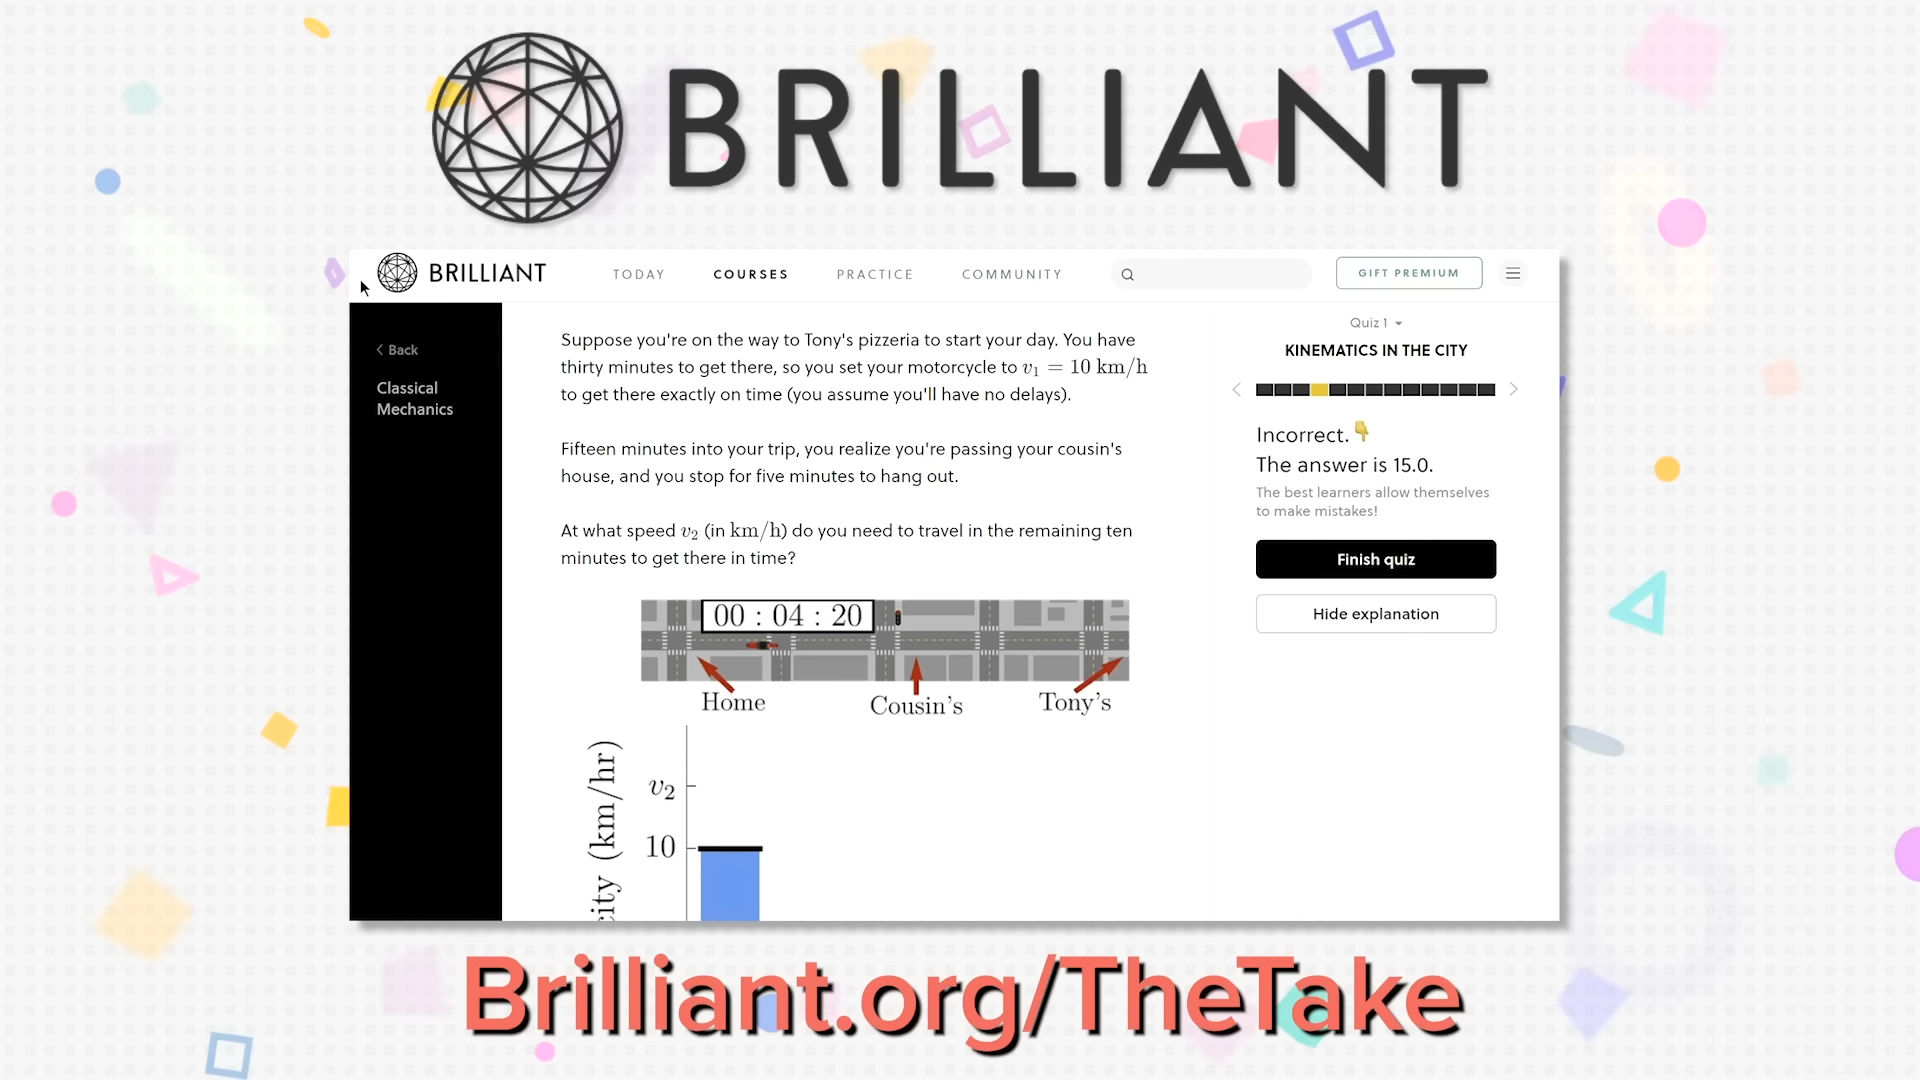 BRILLIANT
BRILLIANT
TODAY
COURSES
PRACTICE
COMMUNITY
GIFT PREMIUM
Back
Classical
Mechanics
Suppose you're on the way to Tony's pizzeria to start your day. You have
thirty minutes to get there, so you set your motorcycle to v₁ = 10 km/h
to get there exactly on time (you assume you'll have no delays).
Fifteen minutes into your trip, you realize you're passing your cousin's
house, and you stop for five minutes to hang out.
At what speed v₂ (in km/h) do you need to travel in the remaining ten
minutes to get there in time?
00 : 04 : 20
Home
Cousin's
Tony's
v₂
10
(km/hr)
Quiz 1
KINEMATICS IN THE CITY
Incorrect.
The answer is 15.0.
The best learners allow themselves
to make mistakes!
Finish quiz
Hide explanation
Brilliant.org/TheTake